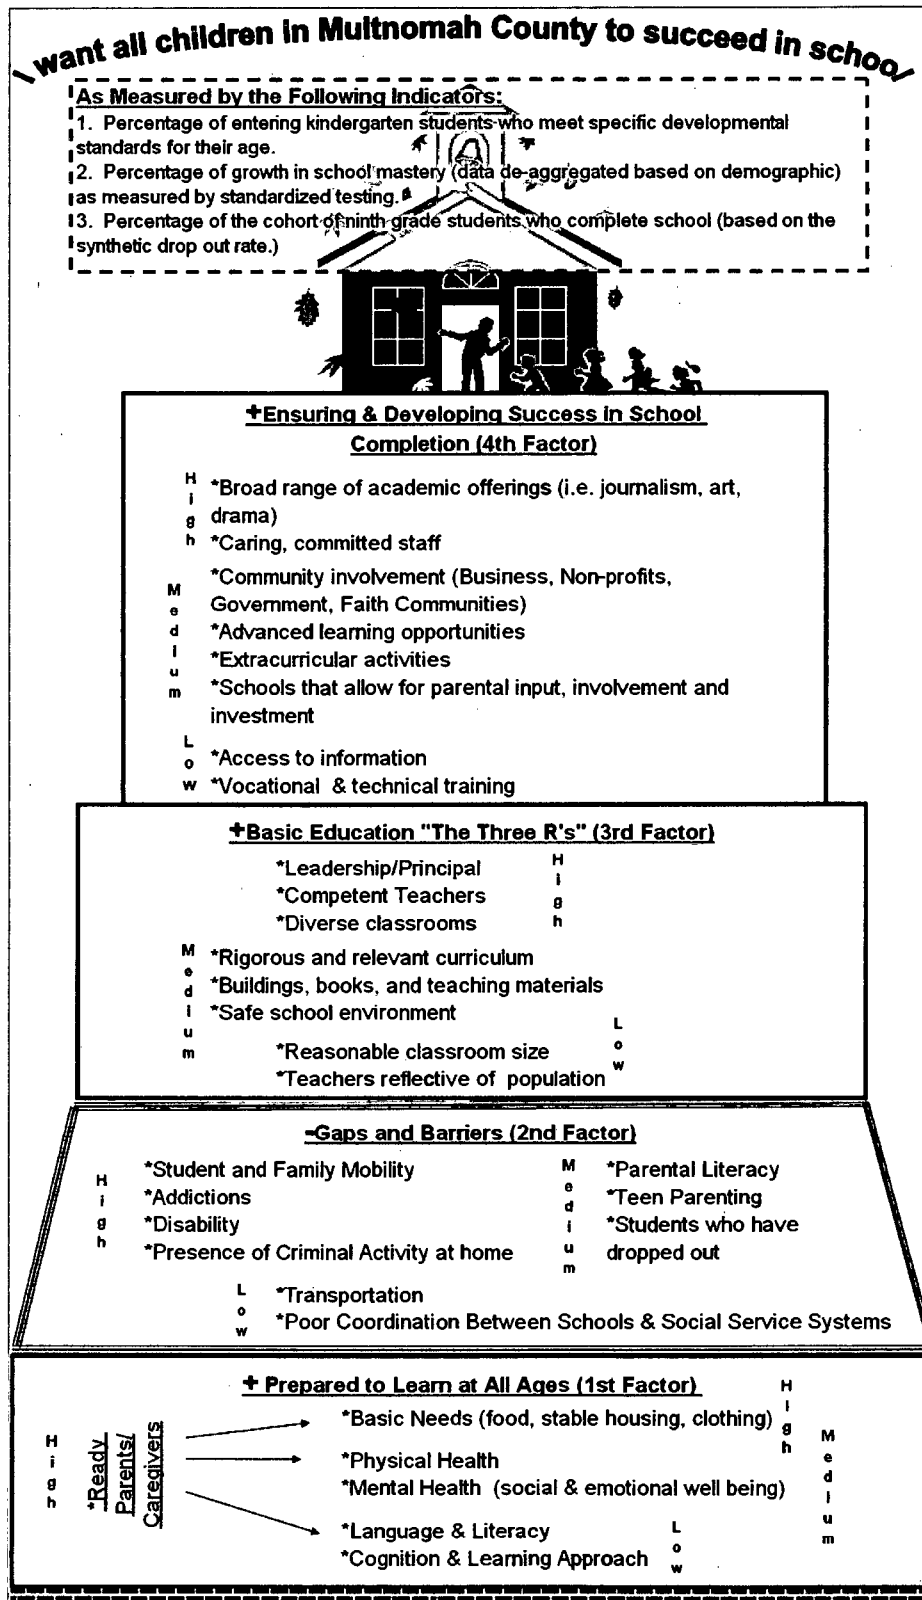 I want all children in Multnomah County to succeed in school
As Measured by the Following Indicators:
1. Percentage of entering kindergarten students who meet specific developmental
standards for their age.
2. Percentage of growth in school mastery (data de-aggregated based on demographic)
as measured by standardized testing.
3. Percentage of the cohort of ninth grade students who complete school (based on the
synthetic drop out rate.)
+Ensuring & Developing Success in School
Completion (4th Factor)
High
*Broad range of academic offerings (i.e. journalism, art,
drama)
*Caring, committed staff
Medium
*Community involvement (Business, Non-profits,
Government, Faith Communities)
*Advanced learning opportunities
*Extracurricular activities
*Schools that allow for parental input, involvement and
investment
Low
*Access to information
*Vocational & technical training
+Basic Education "The Three R's" (3rd Factor)
*Leadership/Principal
*Competent Teachers
*Diverse classrooms
High
Medium
*Rigorous and relevant curriculum
*Buildings, books, and teaching materials
*Safe school environment
*Reasonable classroom size
*Teachers reflective of population
Low
-Gaps and Barriers (2nd Factor)
High
*Student and Family Mobility
*Addictions
*Disability
*Presence of Criminal Activity at home
Medium
*Parental Literacy
*Teen Parenting
*Students who have
dropped out
Low
*Transportation
*Poor Coordination Between Schools & Social Service Systems
+ Prepared to Learn at All Ages (1st Factor)
High
*Ready
Parents/
Caregivers
*Basic Needs (food, stable housing, clothing)
High
*Physical Health
*Mental Health (social & emotional well being)
Medium
*Language & Literacy
*Cognition & Learning Approach
Low